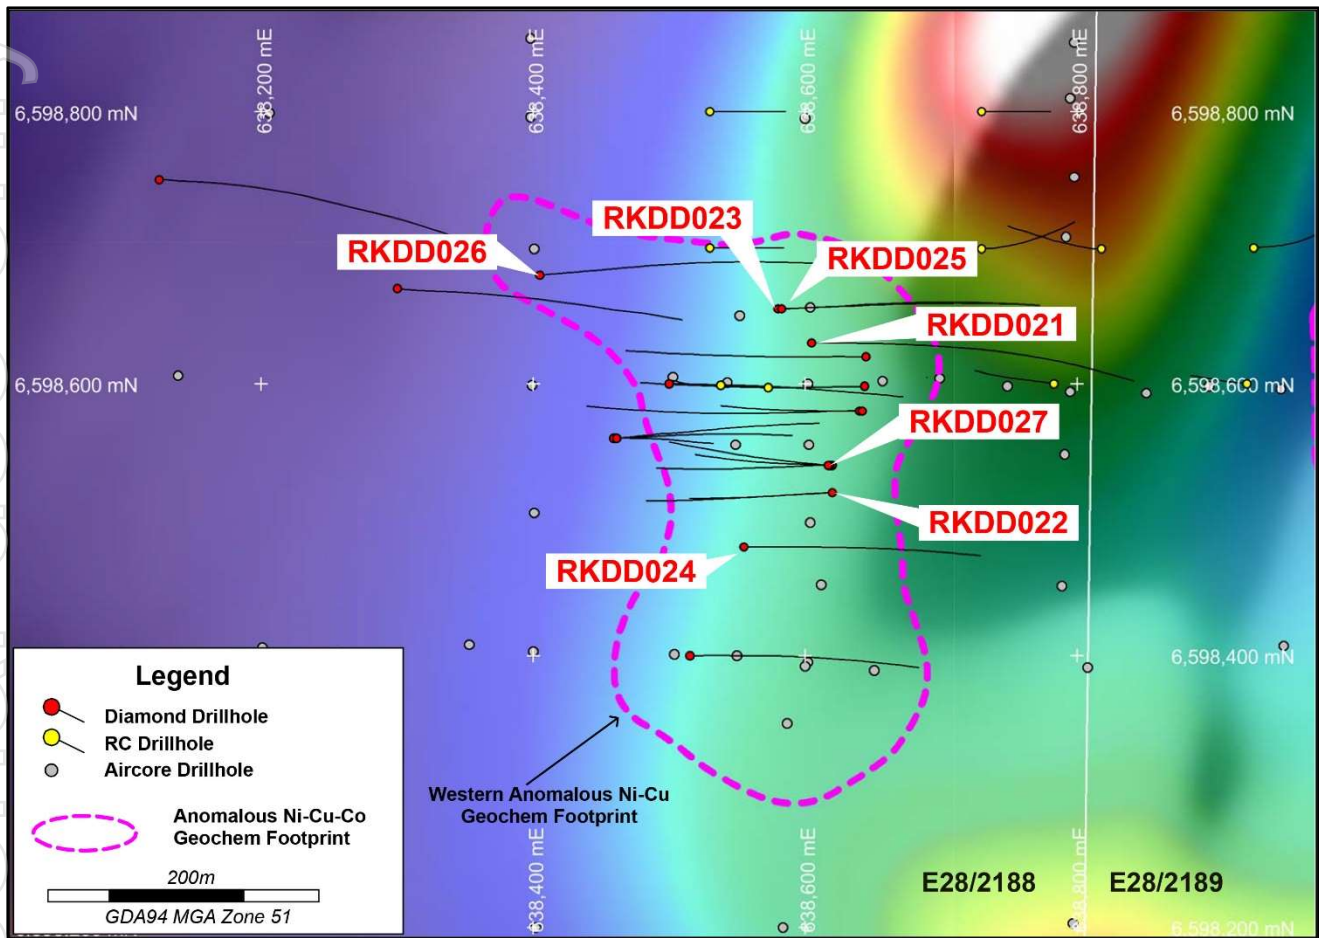 638,200 mE
638,400 mE
638,600 mE
638,800 mE
6,598,800 mN
6,598,800 mN
RKDD023
RKDD026
RKDD025
RKDD021
6,598,600 mN
6,598,600 mN
RKDD027
RKDD022
RKDD024
6,598,400 mN
Legend
Diamond Drillhole
RC Drillhole
Aircore Drillhole
Anomalous Ni-Cu-Co
Geochem Footprint
200m
GDA94 MGA Zone 51
Western Anomalous Ni-Cu
Geochem Footprint
638,400 mE
638,600 mE
638,800 mE
E28/2188
E28/2189
6,598,200 mN